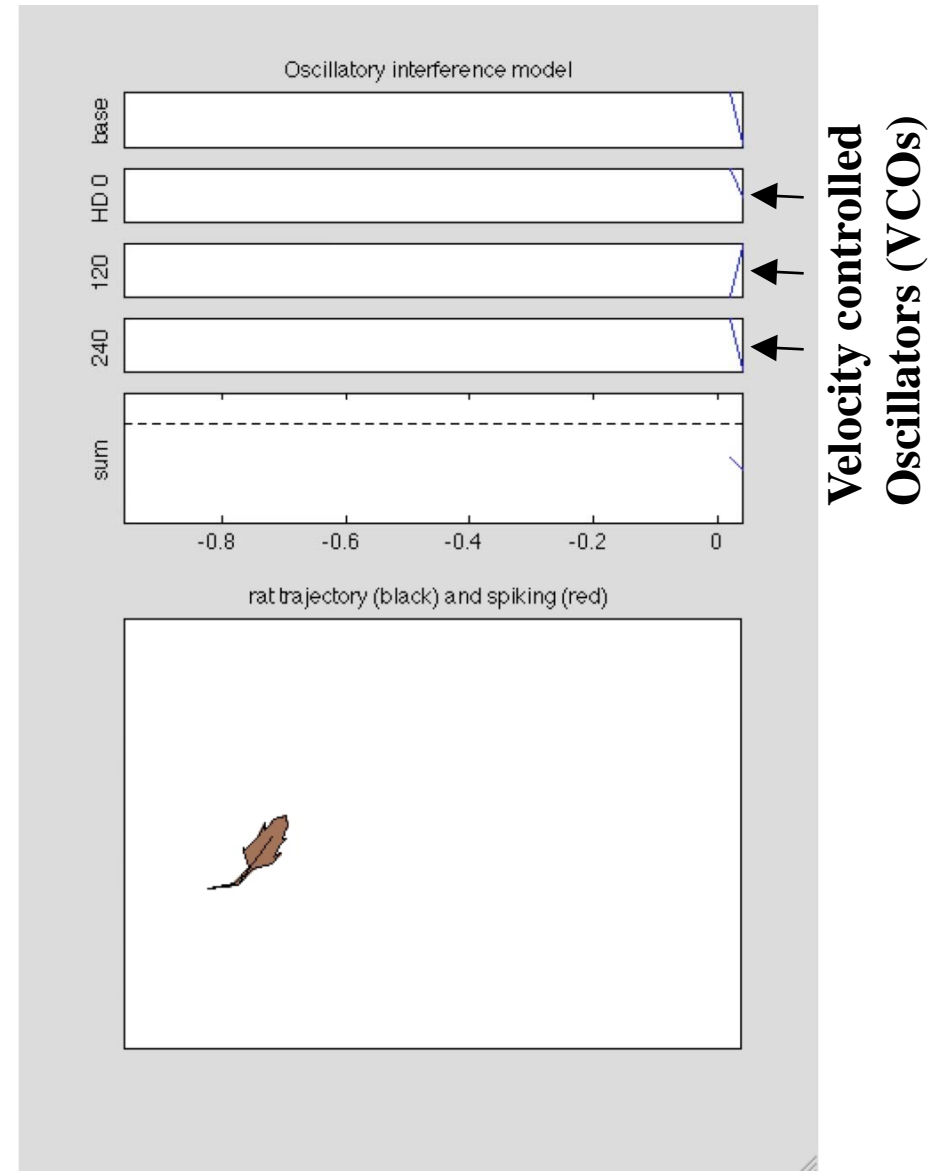 Oscillatory interference model
base
HD 0
120
240
sum
-0.8 -0.6 -0.4 -0.2 0
Velocity controlled
Oscillators (VCOs)
rat trajectory (black) and spiking (red)